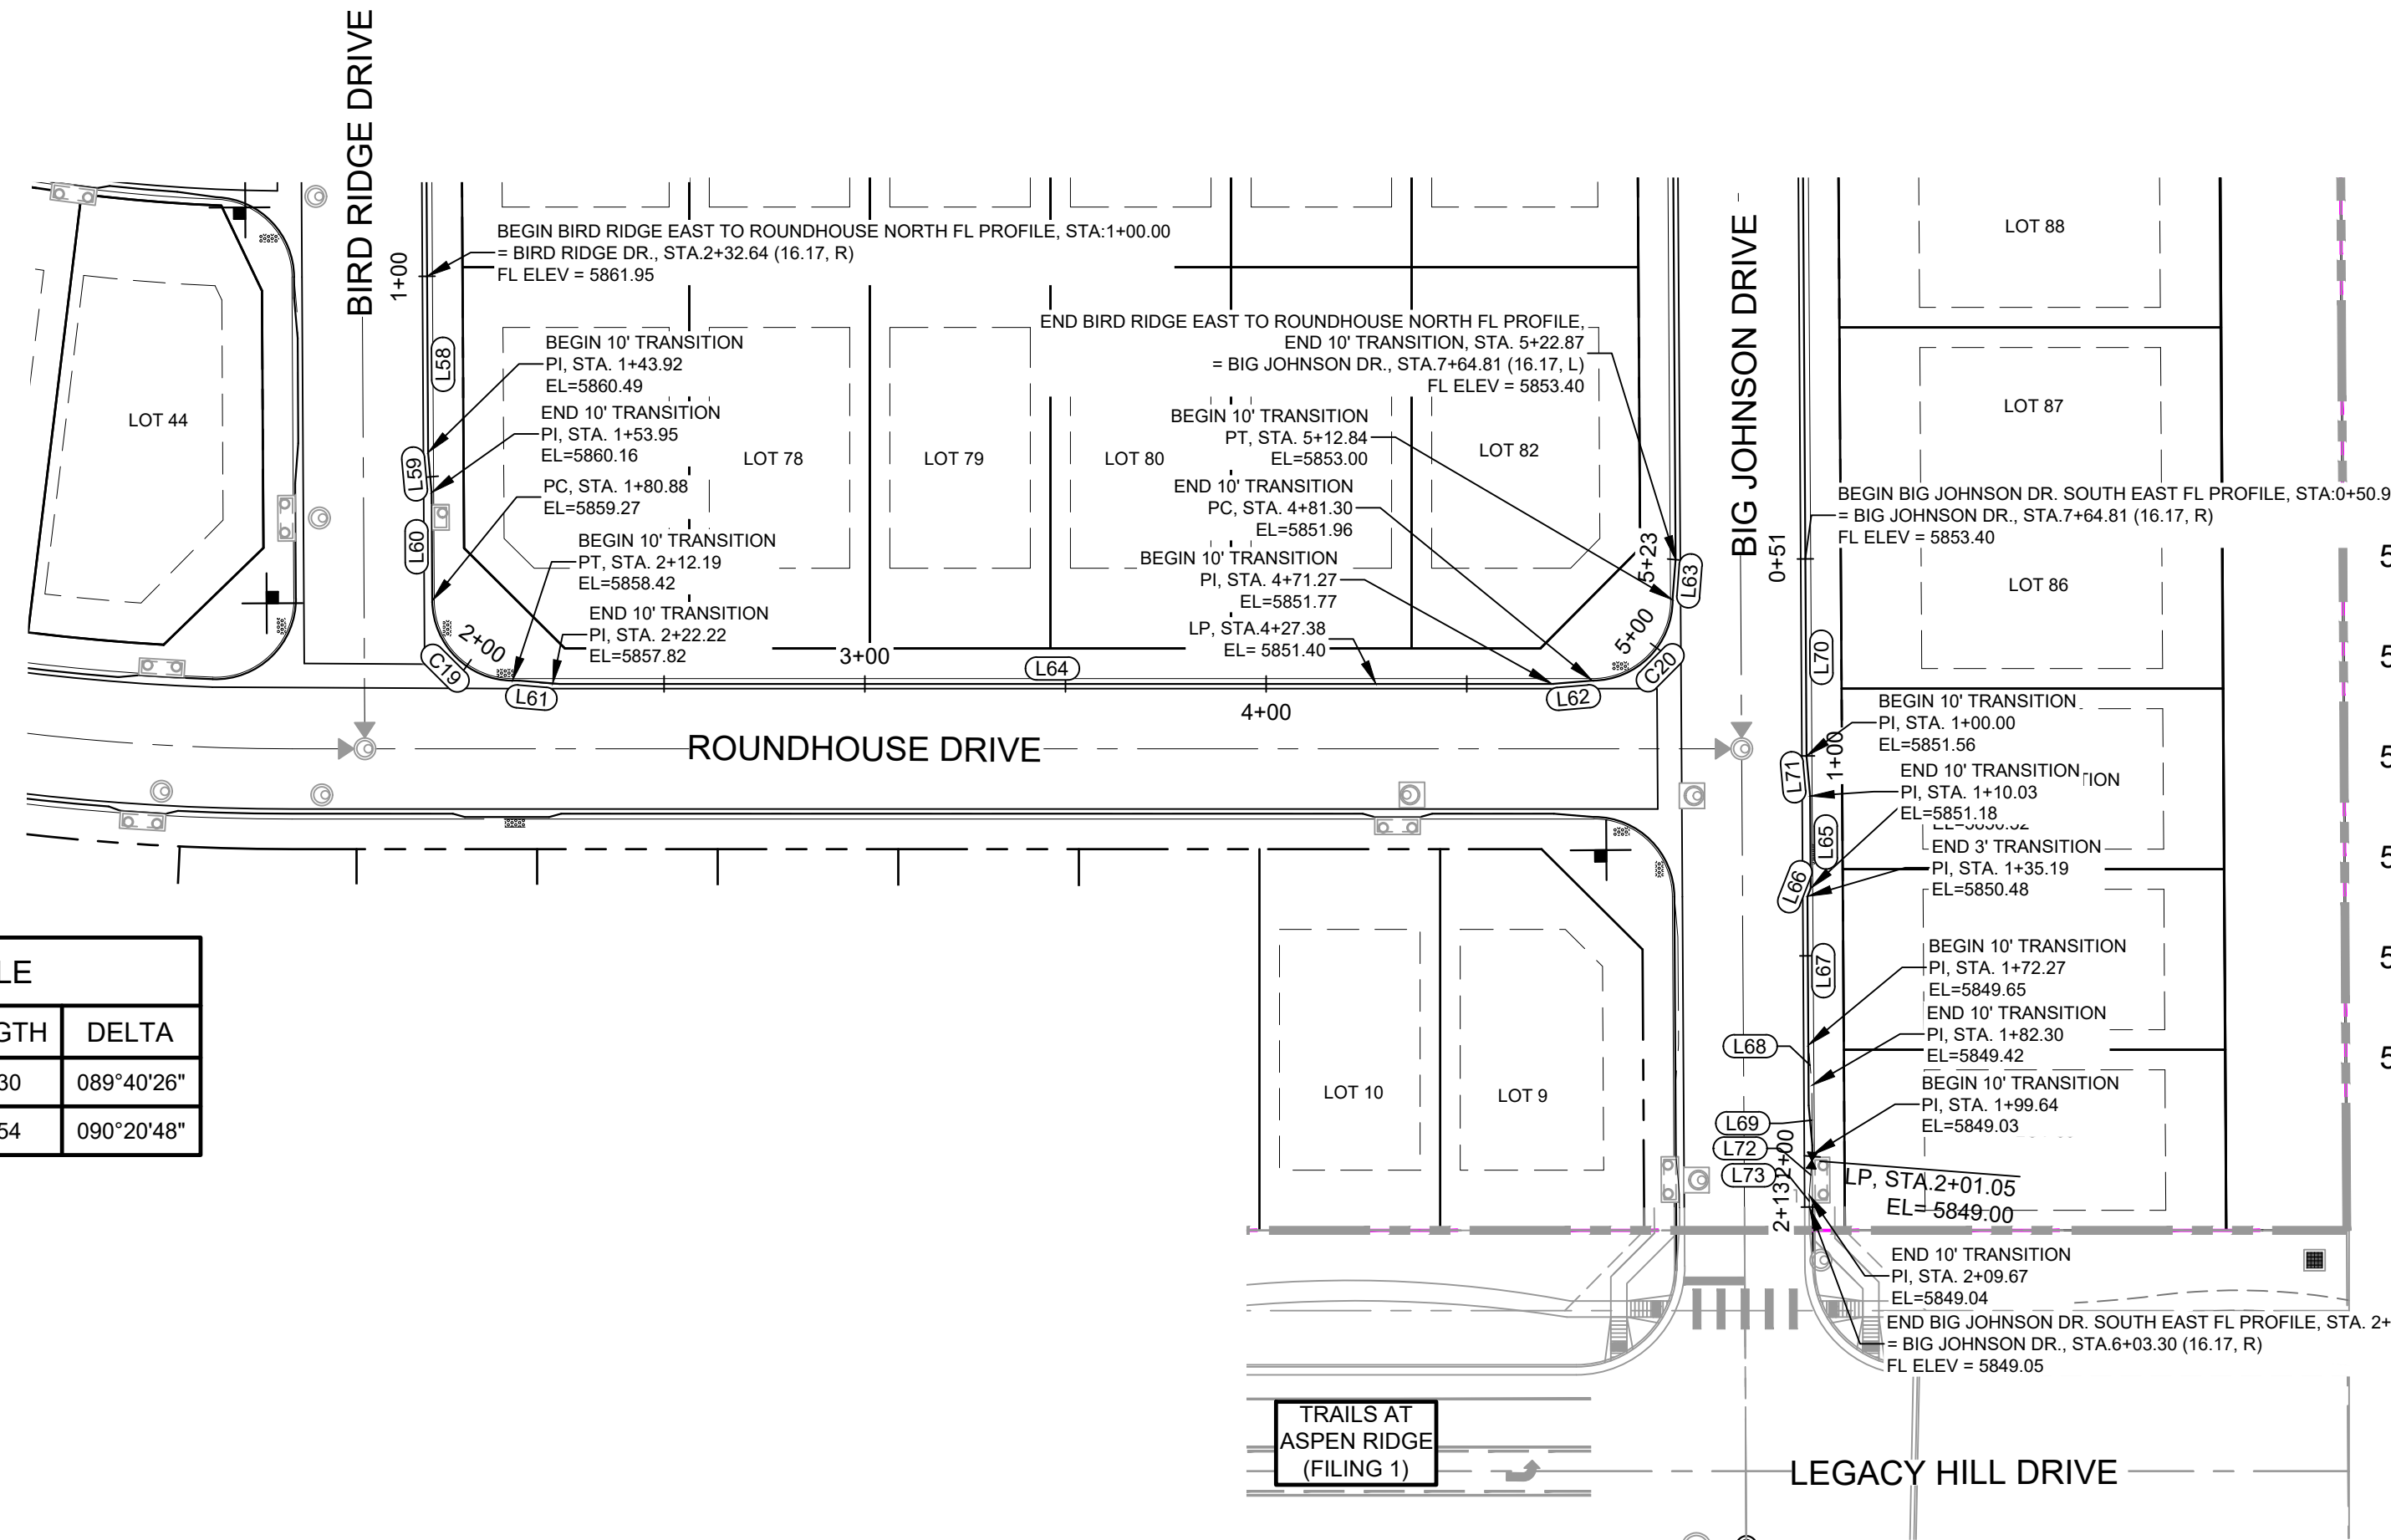 BIRD RIDGE DRIVE
1+00
BEGIN BIRD RIDGE EAST TO ROUNDHOUSE NORTH FL PROFILE, STA:1+00.00
= BIRD RIDGE DR., STA.2+32.64 (16.17, R)
FL ELEV = 5861.95
L58
BEGIN 10' TRANSITION
PI, STA. 1+43.92
EL=5860.49
END 10' TRANSITION
PI, STA. 1+53.95
EL=5860.16
L59
PC, STA. 1+80.88
EL=5859.27
L60
BEGIN 10' TRANSITION
PT, STA. 2+12.19
EL=5858.42
END 10' TRANSITION
PI, STA. 2+22.22
EL=5857.82
2+00
C19
L61
LOT 44
LOT 78
LOT 79
LOT 80
LOT 82
END BIRD RIDGE EAST TO ROUNDHOUSE NORTH FL PROFILE,
END 10' TRANSITION, STA. 5+22.87
= BIG JOHNSON DR., STA.7+64.81 (16.17, L)
FL ELEV = 5853.40
BEGIN 10' TRANSITION
PT, STA. 5+12.84
EL=5853.00
END 10' TRANSITION
PC, STA. 4+81.30
EL=5851.96
BEGIN 10' TRANSITION
PI, STA. 4+71.27
EL=5851.77
LP, STA.4+27.38
EL= 5851.40
3+00
L64
4+00
L62
C20
5+00
5+23
L63
ROUNDHOUSE DRIVE
BIG JOHNSON DRIVE
0+51
LOT 88
LOT 87
LOT 86
BEGIN BIG JOHNSON DR. SOUTH EAST FL PROFILE, STA:0+50.9
= BIG JOHNSON DR., STA.7+64.81 (16.17, R)
FL ELEV = 5853.40
5
5
5
5
5
5
L70
BEGIN 10' TRANSITION
PI, STA. 1+00.00
EL=5851.56
1+00
L71
END 10' TRANSITION
PI, STA. 1+10.03
EL=5851.18
ION
L65
END 3' TRANSITION
PI, STA. 1+35.19
EL=5850.48
L66
L67
BEGIN 10' TRANSITION
PI, STA. 1+72.27
EL=5849.65
END 10' TRANSITION
PI, STA. 1+82.30
EL=5849.42
L68
BEGIN 10' TRANSITION
PI, STA. 1+99.64
EL=5849.03
L69
L72
L73
2+00
2+13
LP, STA.2+01.05
EL= 5849.00
END 10' TRANSITION
PI, STA. 2+09.67
EL=5849.04
END BIG JOHNSON DR. SOUTH EAST FL PROFILE, STA. 2+
= BIG JOHNSON DR., STA.6+03.30 (16.17, R)
FL ELEV = 5849.05
LOT 10
LOT 9
LE
GTH DELTA
30 089°40'26"
54 090°20'48"
TRAILS AT
ASPEN RIDGE
(FILING 1)
LEGACY HILL DRIVE